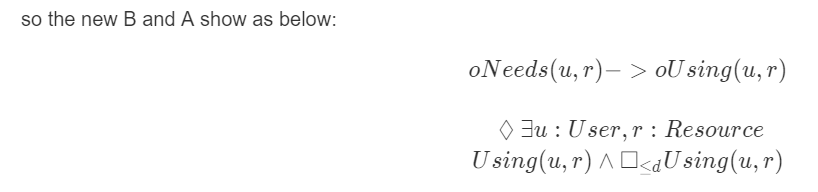 so the new B and A show as below:
oNeeds(u, r)− > oUsing(u, r)
◊ ∃u : User, r : Resource
Using(u, r) ∧ □≤dUsing(u, r)